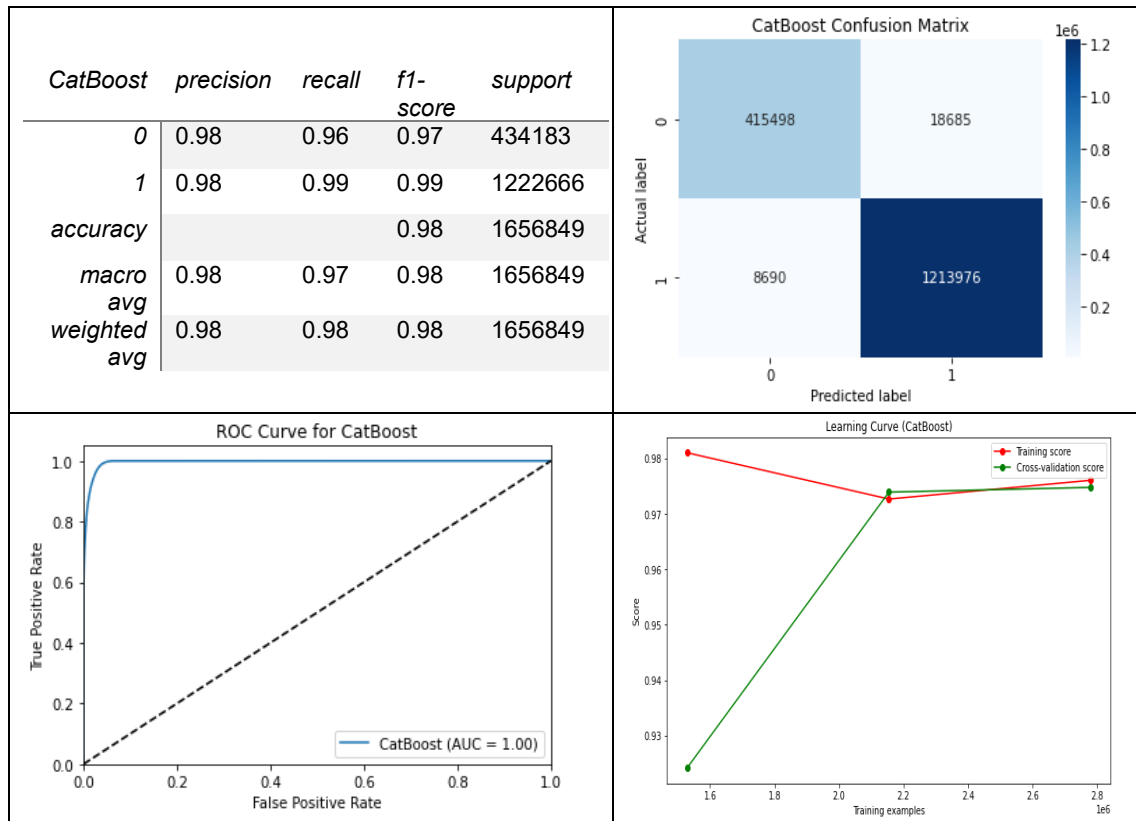 CatBoost precision recall f1-score support
0 0.98 0.96 0.97 434183
1 0.98 0.99 0.99 1222666
accuracy 0.98 1656849
macro avg 0.98 0.97 0.98 1656849
weighted avg 0.98 0.98 0.98 1656849
CatBoost Confusion Matrix
1e6
Actual label
0
1
415498 18685
8690 1213976
0 1
Predicted label
1.2
1.0
0.8
0.6
0.4
0.2
ROC Curve for CatBoost
True Positive Rate
1.0
0.8
0.6
0.4
0.2
0.0
CatBoost (AUC = 1.00)
0.0 0.2 0.4 0.6 0.8 1.0
False Positive Rate
Learning Curve (CatBoost)
Training score
Cross-validation score
Score
0.98
0.97
0.96
0.95
0.94
0.93
1.6 1.8 2.0 2.2 2.4 2.6 2.8
Training examples
1e6